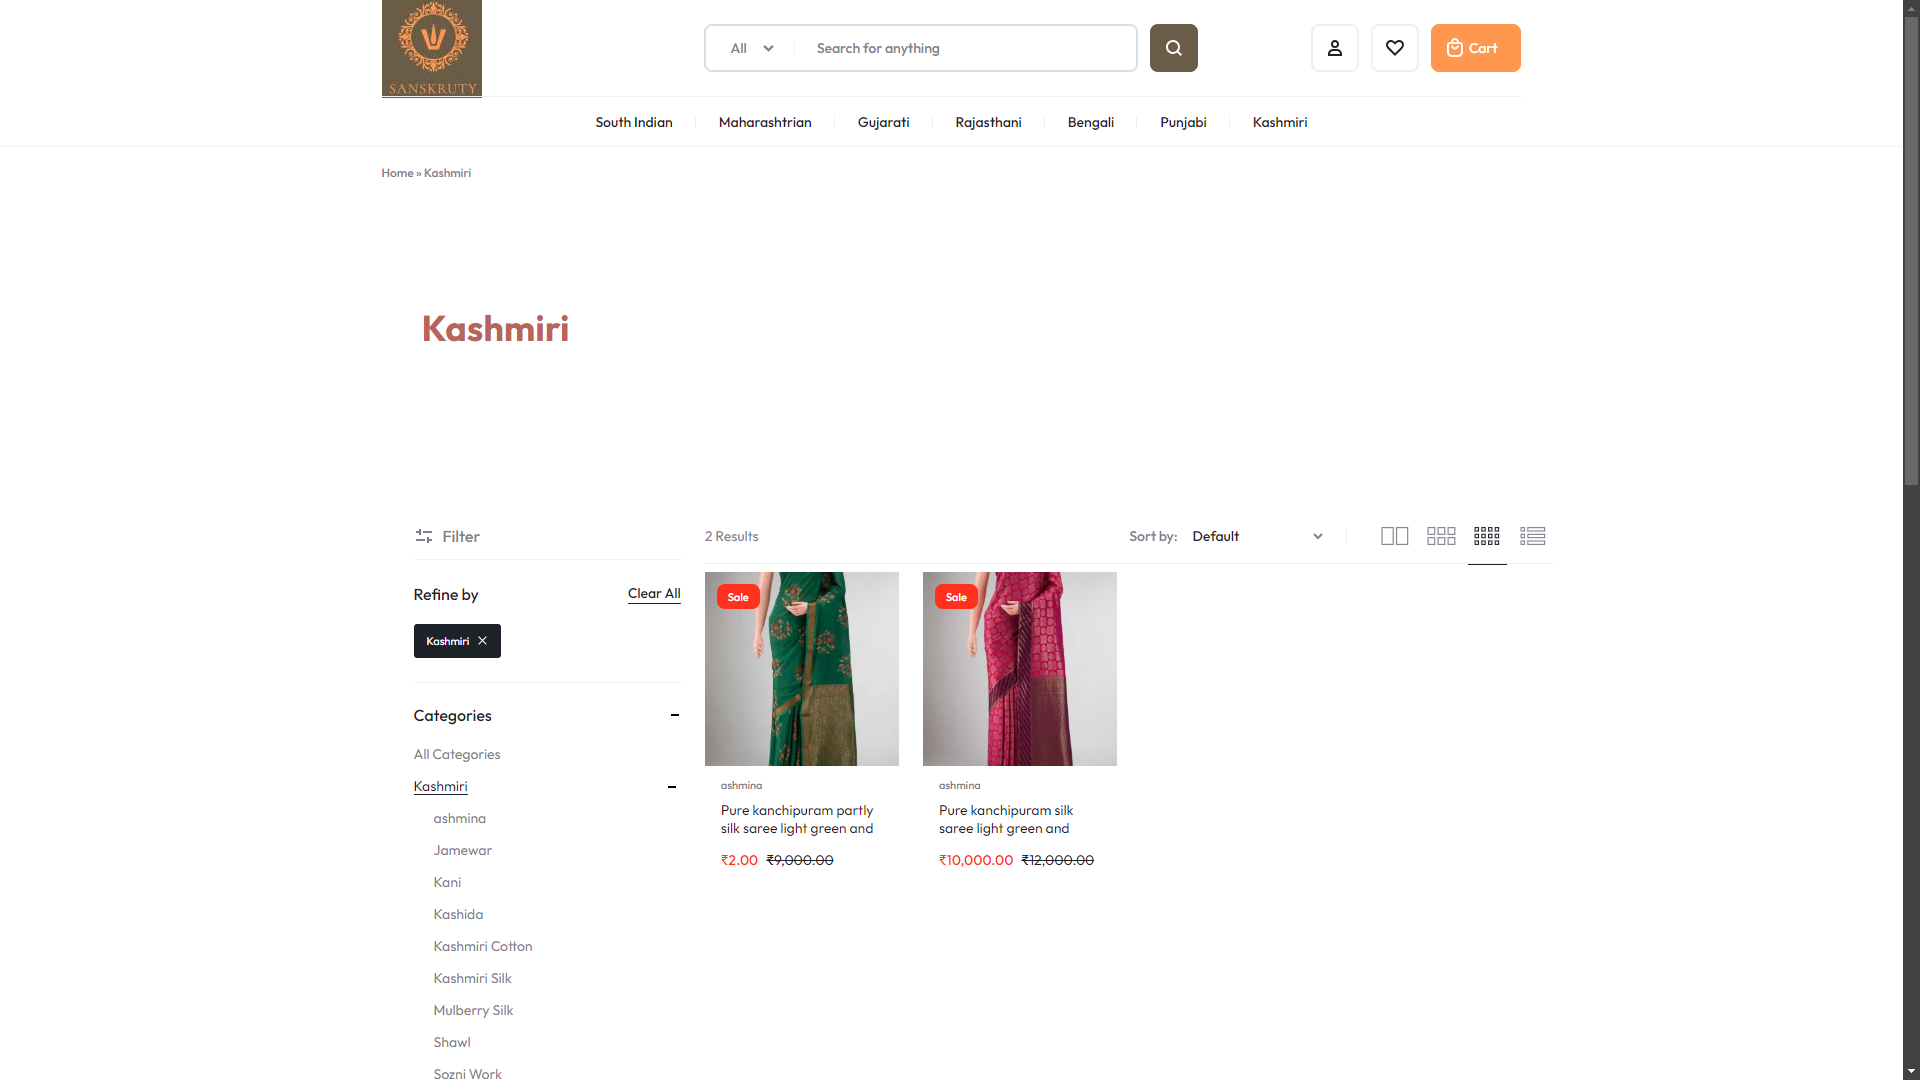 SANSKRUTY
All
Search for anything
Cart
South Indian
Maharashtrian
Gujarati
Rajasthani
Bengali
Punjabi
Kashmiri
Home » Kashmiri
Kashmiri
Filter
2 Results
Sort by: Default
Refine by
Clear All
Kashmiri
Categories
All Categories
Kashmiri
ashmina
Jamewar
Kani
Kashida
Kashmiri Cotton
Kashmiri Silk
Mulberry Silk
Shawl
Sozni Work
Sale
ashmina
Pure kanchipuram partly
silk saree light green and
₹2.00 ₹9,000.00
Sale
ashmina
Pure kanchipuram silk
saree light green and
₹10,000.00 ₹12,000.00